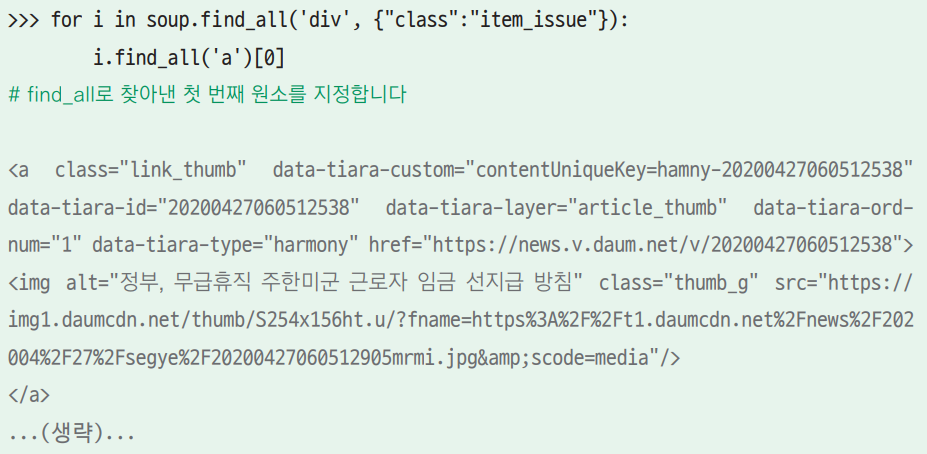 >>> for i in soup.find_all('div', {"class":"item_issue"}):
        i.find_all('a')[0]
# find_all로 찾아낸 첫 번째 원소를 지정합니다
<a class="link_thumb" data-tiara-custom="contentUniqueKey=hamny-20200427060512538"
data-tiara-id="20200427060512538" data-tiara-layer="article_thumb" data-tiara-ord-
num="1" data-tiara-type="harmony" href="https://news.v.daum.net/v/20200427060512538">
<img alt="정부, 무급휴직 주한미군 근로자 임금 선지급 방침" class="thumb_g" src="https://
img1.daumcdn.net/thumb/S254x156ht.u/?fname=https%3A%2F%2Ft1.daumcdn.net%2Fnews%2F202
004%2F27%2Fsegye%2F20200427060512905mrmi.jpg&amp;scode=media"/>
</a>
...(생략)...